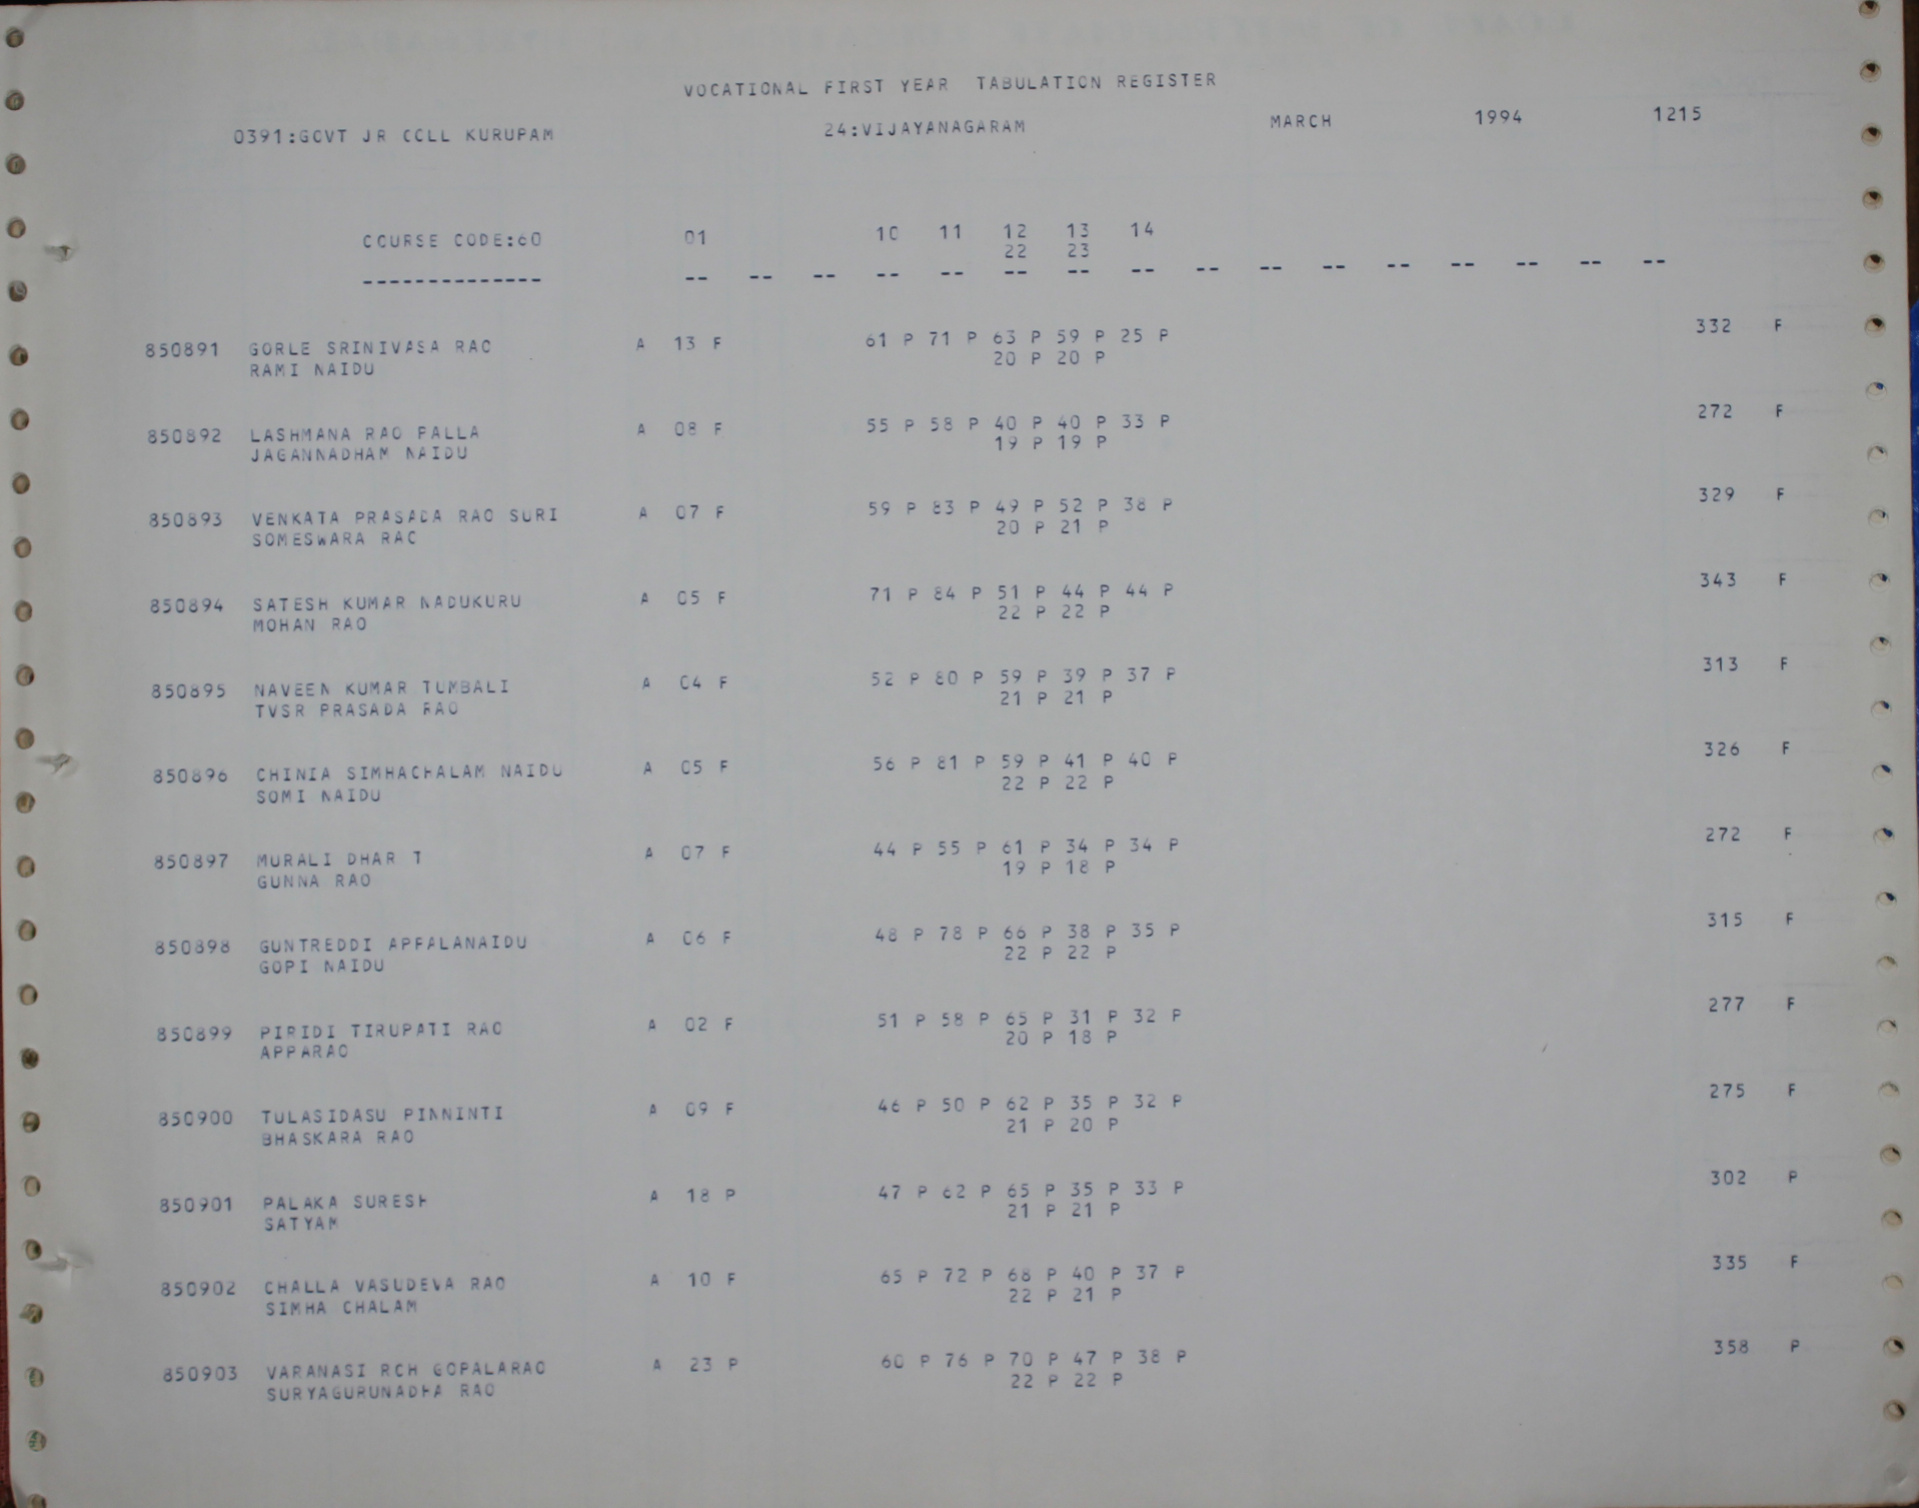 VOCATIONAL FIRST YEAR TABULATION REGISTER
0391:GOVT JR COLL KURUPAM 24:VIJAYANAGARAM MARCH 1994 1215
COURSE CODE:60 01 10 11 12 13 14
22 23
-------------- -- -- -- -- -- -- -- -- -- -- -- -- -- -- -- --
850891 GORLE SRINIVASA RAO A 13 F 61 P 71 P 63 P 59 P 25 P 332 F
RAMI NAIDU 20 P 20 P
850892 LASHMANA RAO PALLA A 08 F 55 P 58 P 40 P 40 P 33 P 272 F
JAGANNADHAM NAIDU 19 P 19 P
850893 VENKATA PRASADA RAO SURI A 07 F 59 P 83 P 49 P 52 P 38 P 329 F
SOMESWARA RAO 20 P 21 P
850894 SATESH KUMAR NADUKURU A 05 F 71 P 84 P 51 P 44 P 44 P 343 F
MOHAN RAO 22 P 22 P
850895 NAVEEN KUMAR TUMBALI A 04 F 52 P 80 P 59 P 39 P 37 P 313 F
TVSR PRASADA RAO 21 P 21 P
850896 CHINIA SIMHACHALAM NAIDU A 05 F 56 P 81 P 59 P 41 P 40 P 326 F
SOMI NAIDU 22 P 22 P
850897 MURALI DHAR T A 07 F 44 P 55 P 61 P 34 P 34 P 272 F
GUNNA RAO 19 P 18 P
850898 GUNTREDDI APPALANAIDU A 06 F 48 P 78 P 66 P 38 P 35 P 315 F
GOPI NAIDU 22 P 22 P
850899 PIRIDI TIRUPATI RAO A 02 F 51 P 58 P 65 P 31 P 32 P 277 F
APPARAO 20 P 18 P
850900 TULASIDASU PINNINTI A 09 F 46 P 50 P 62 P 35 P 32 P 275 F
BHASKARA RAO 21 P 20 P
850901 PALAKA SURESH A 18 P 47 P 62 P 65 P 35 P 33 P 302 P
SATYAM 21 P 21 P
850902 CHALLA VASUDEVA RAO A 10 F 65 P 72 P 68 P 40 P 37 P 335 F
SIMHA CHALAM 22 P 21 P
850903 VARANASI RCH GOPALARAO A 23 P 60 P 76 P 70 P 47 P 38 P 358 P
SURYAGURUNADHA RAO 22 P 22 P